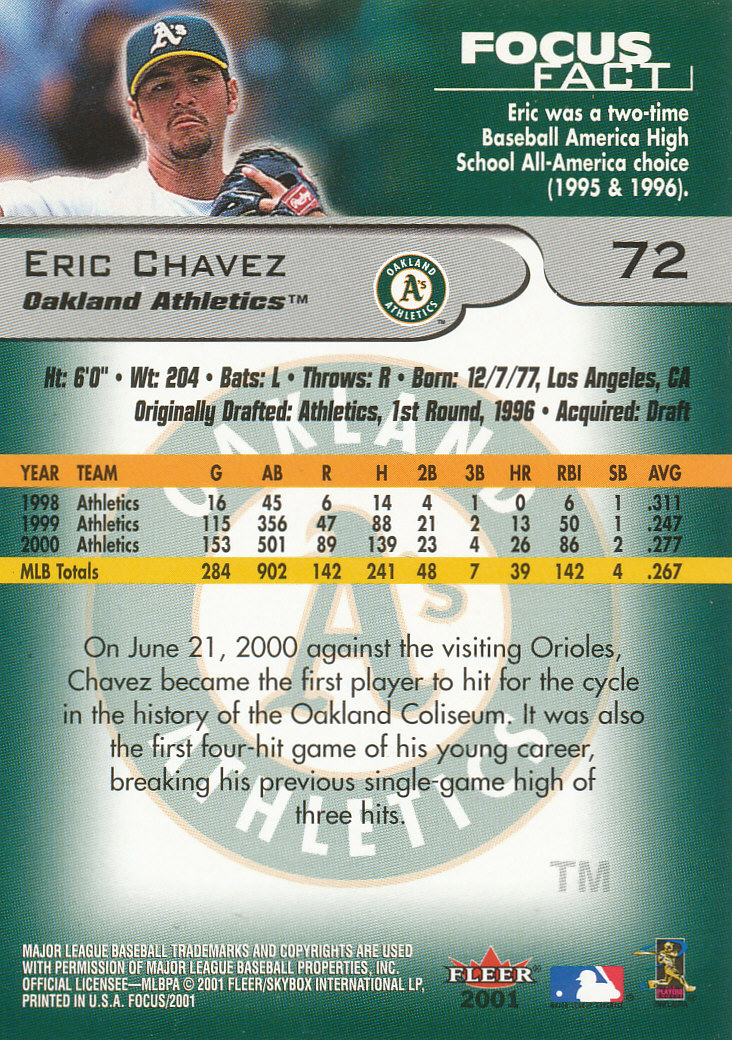 A's
FOCUS
FACT
Eric was a two-time
Baseball America High
School All-America choice
(1995 & 1996).
Rawlings
ERIC CHAVEZ
72
Oakland Athletics™
OAKLAND
A's
ATHLETICS
TM
Ht: 6'0" • Wt: 204 • Bats: L • Throws: R • Born: 12/7/77, Los Angeles, CA
Originally Drafted: Athletics, 1st Round, 1996 • Acquired: Draft
YEAR TEAM G AB R H 2B 3B HR RBI SB AVG
1998 Athletics 16 45 6 14 4 1 0 6 1 .311
1999 Athletics 115 356 47 88 21 2 13 50 1 .247
2000 Athletics 153 501 89 139 23 4 26 86 2 .277
MLB Totals 284 902 142 241 48 7 39 142 4 .267
OAKLAND
A's
ATHLETICS
On June 21, 2000 against the visiting Orioles,
Chavez became the first player to hit for the cycle
in the history of the Oakland Coliseum. It was also
the first four-hit game of his young career,
breaking his previous single-game high of
three hits.
TM
MAJOR LEAGUE BASEBALL TRADEMARKS AND COPYRIGHTS ARE USED
WITH PERMISSION OF MAJOR LEAGUE BASEBALL PROPERTIES, INC.
OFFICIAL LICENSEE—MLBPA © 2001 FLEER/SKYBOX INTERNATIONAL LP,
PRINTED IN U.S.A. FOCUS/2001
FLEER®
2001